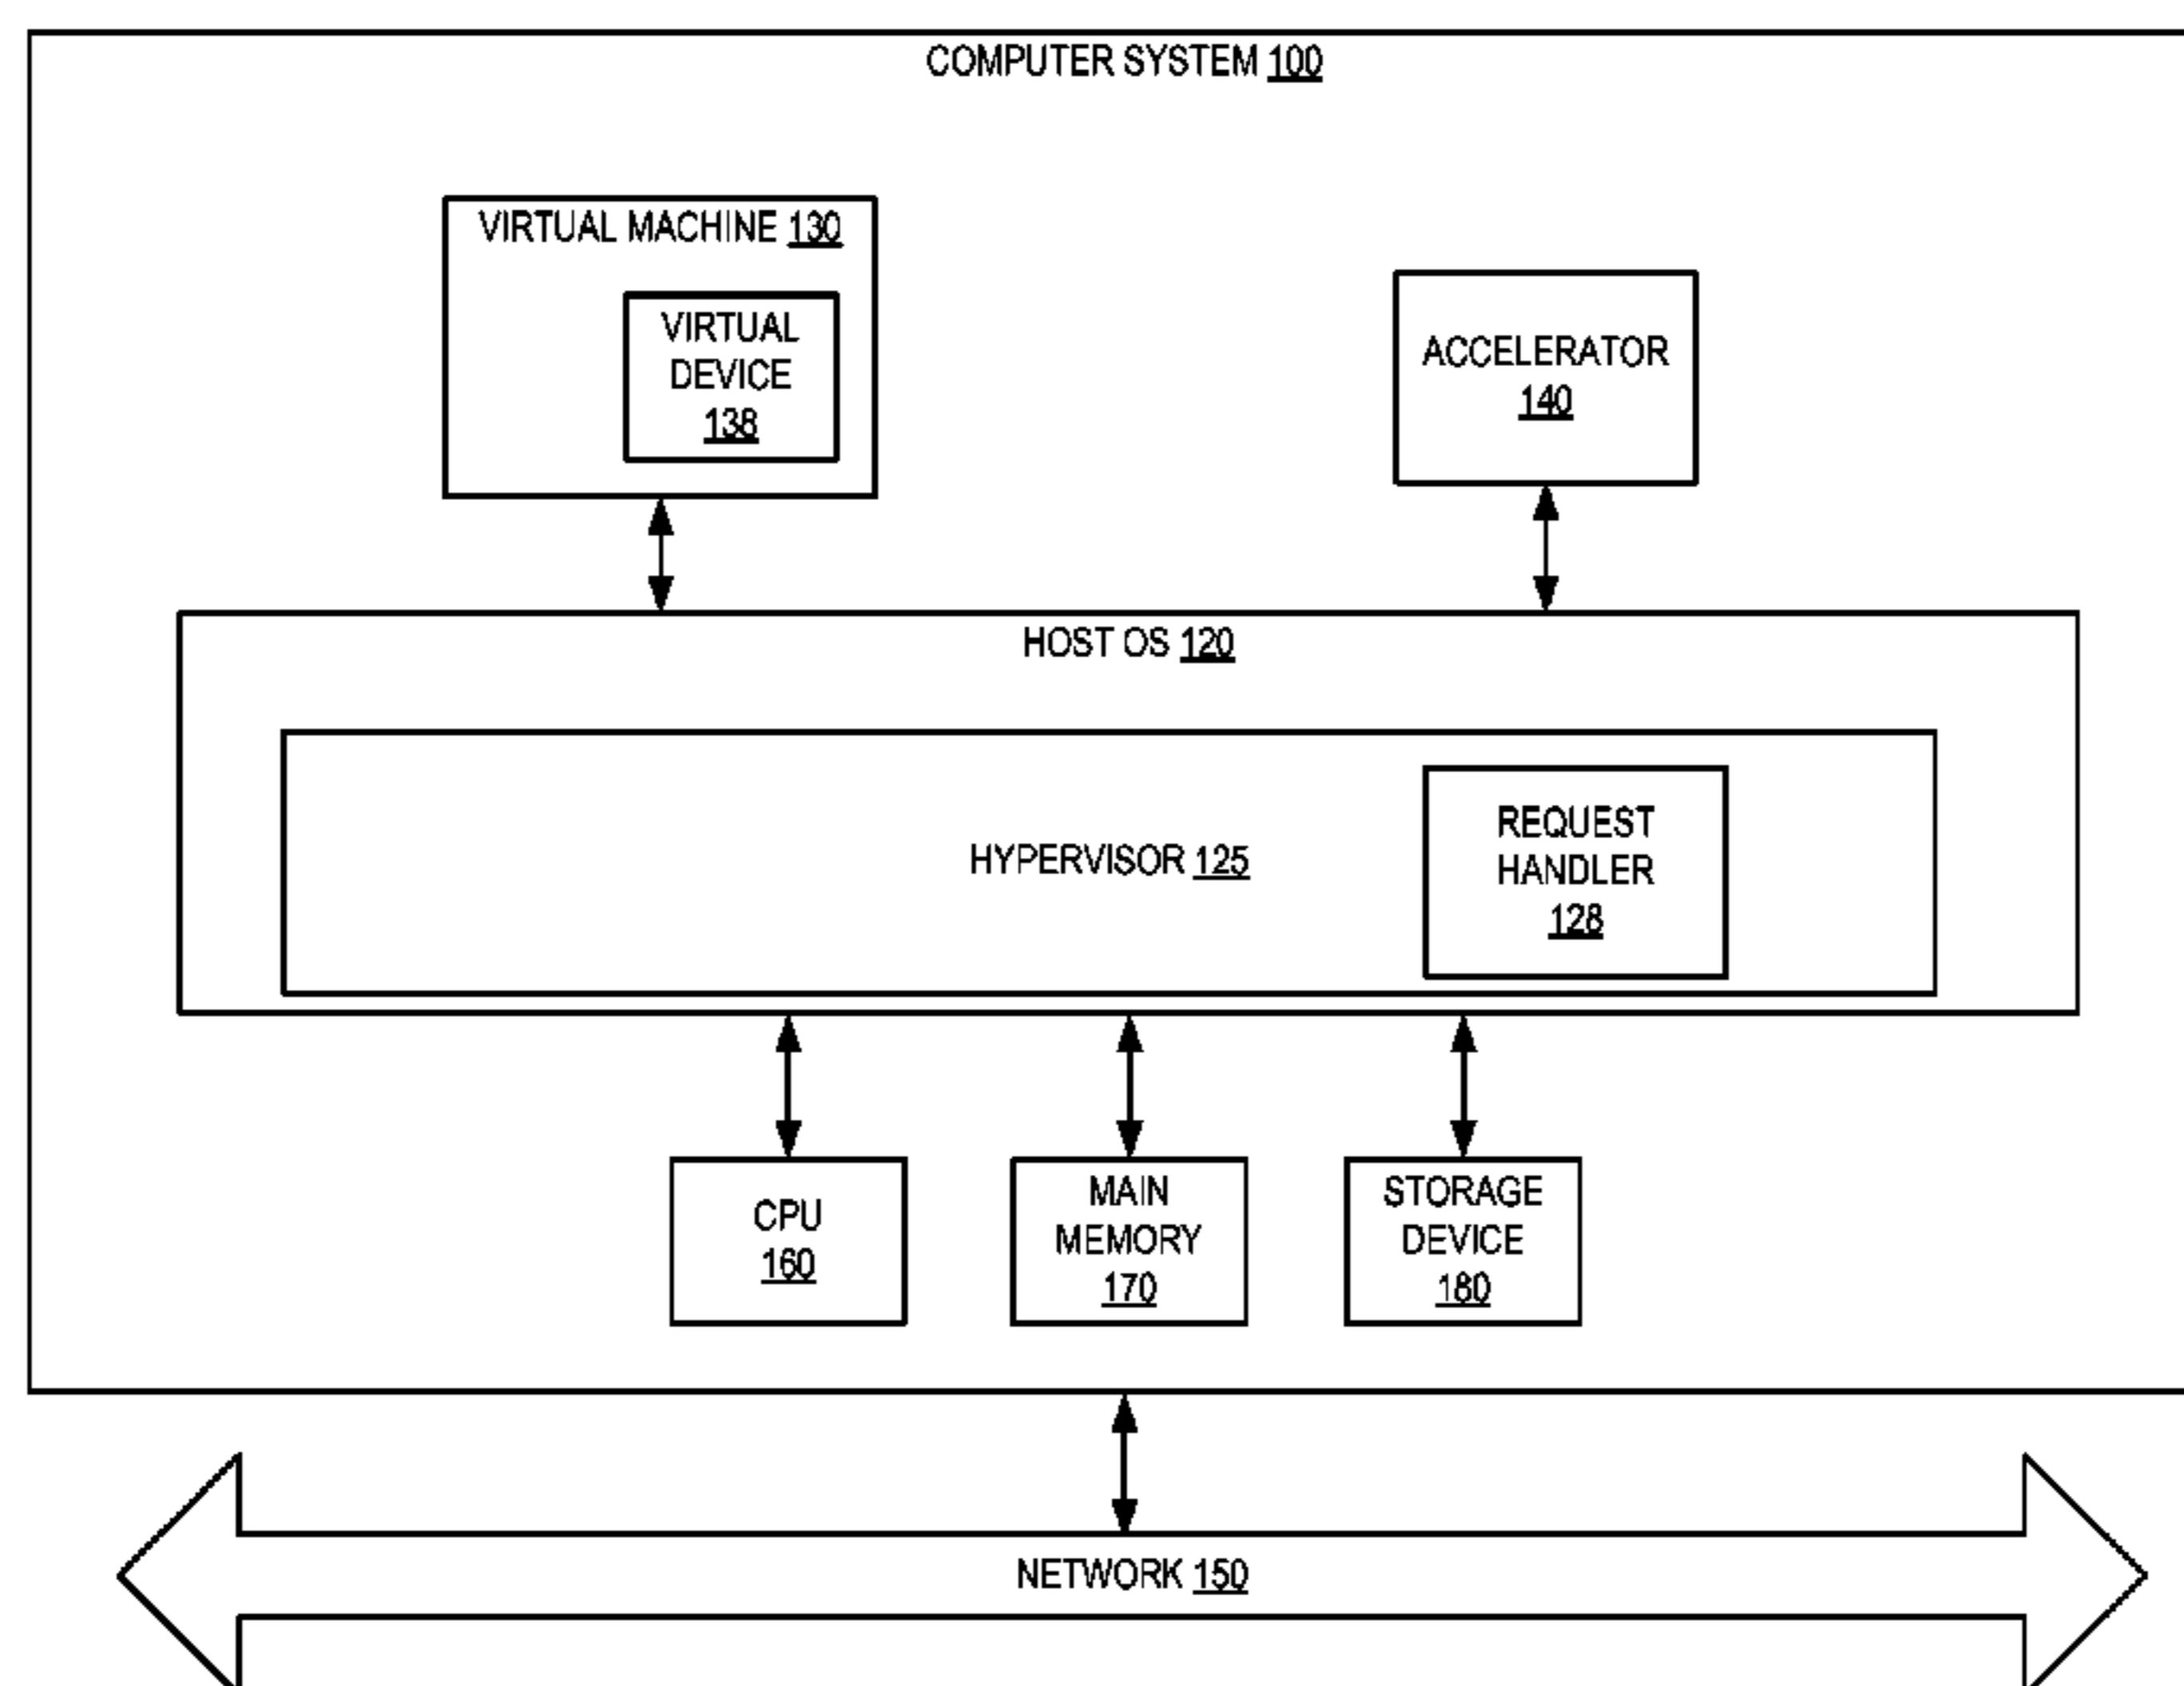 COMPUTER SYSTEM 100
VIRTUAL MACHINE 130
VIRTUAL
DEVICE
138
ACCELERATOR
140
HOST OS 120
HYPERVISOR 125
REQUEST
HANDLER
128
CPU
160
MAIN
MEMORY
170
STORAGE
DEVICE
180
NETWORK 150